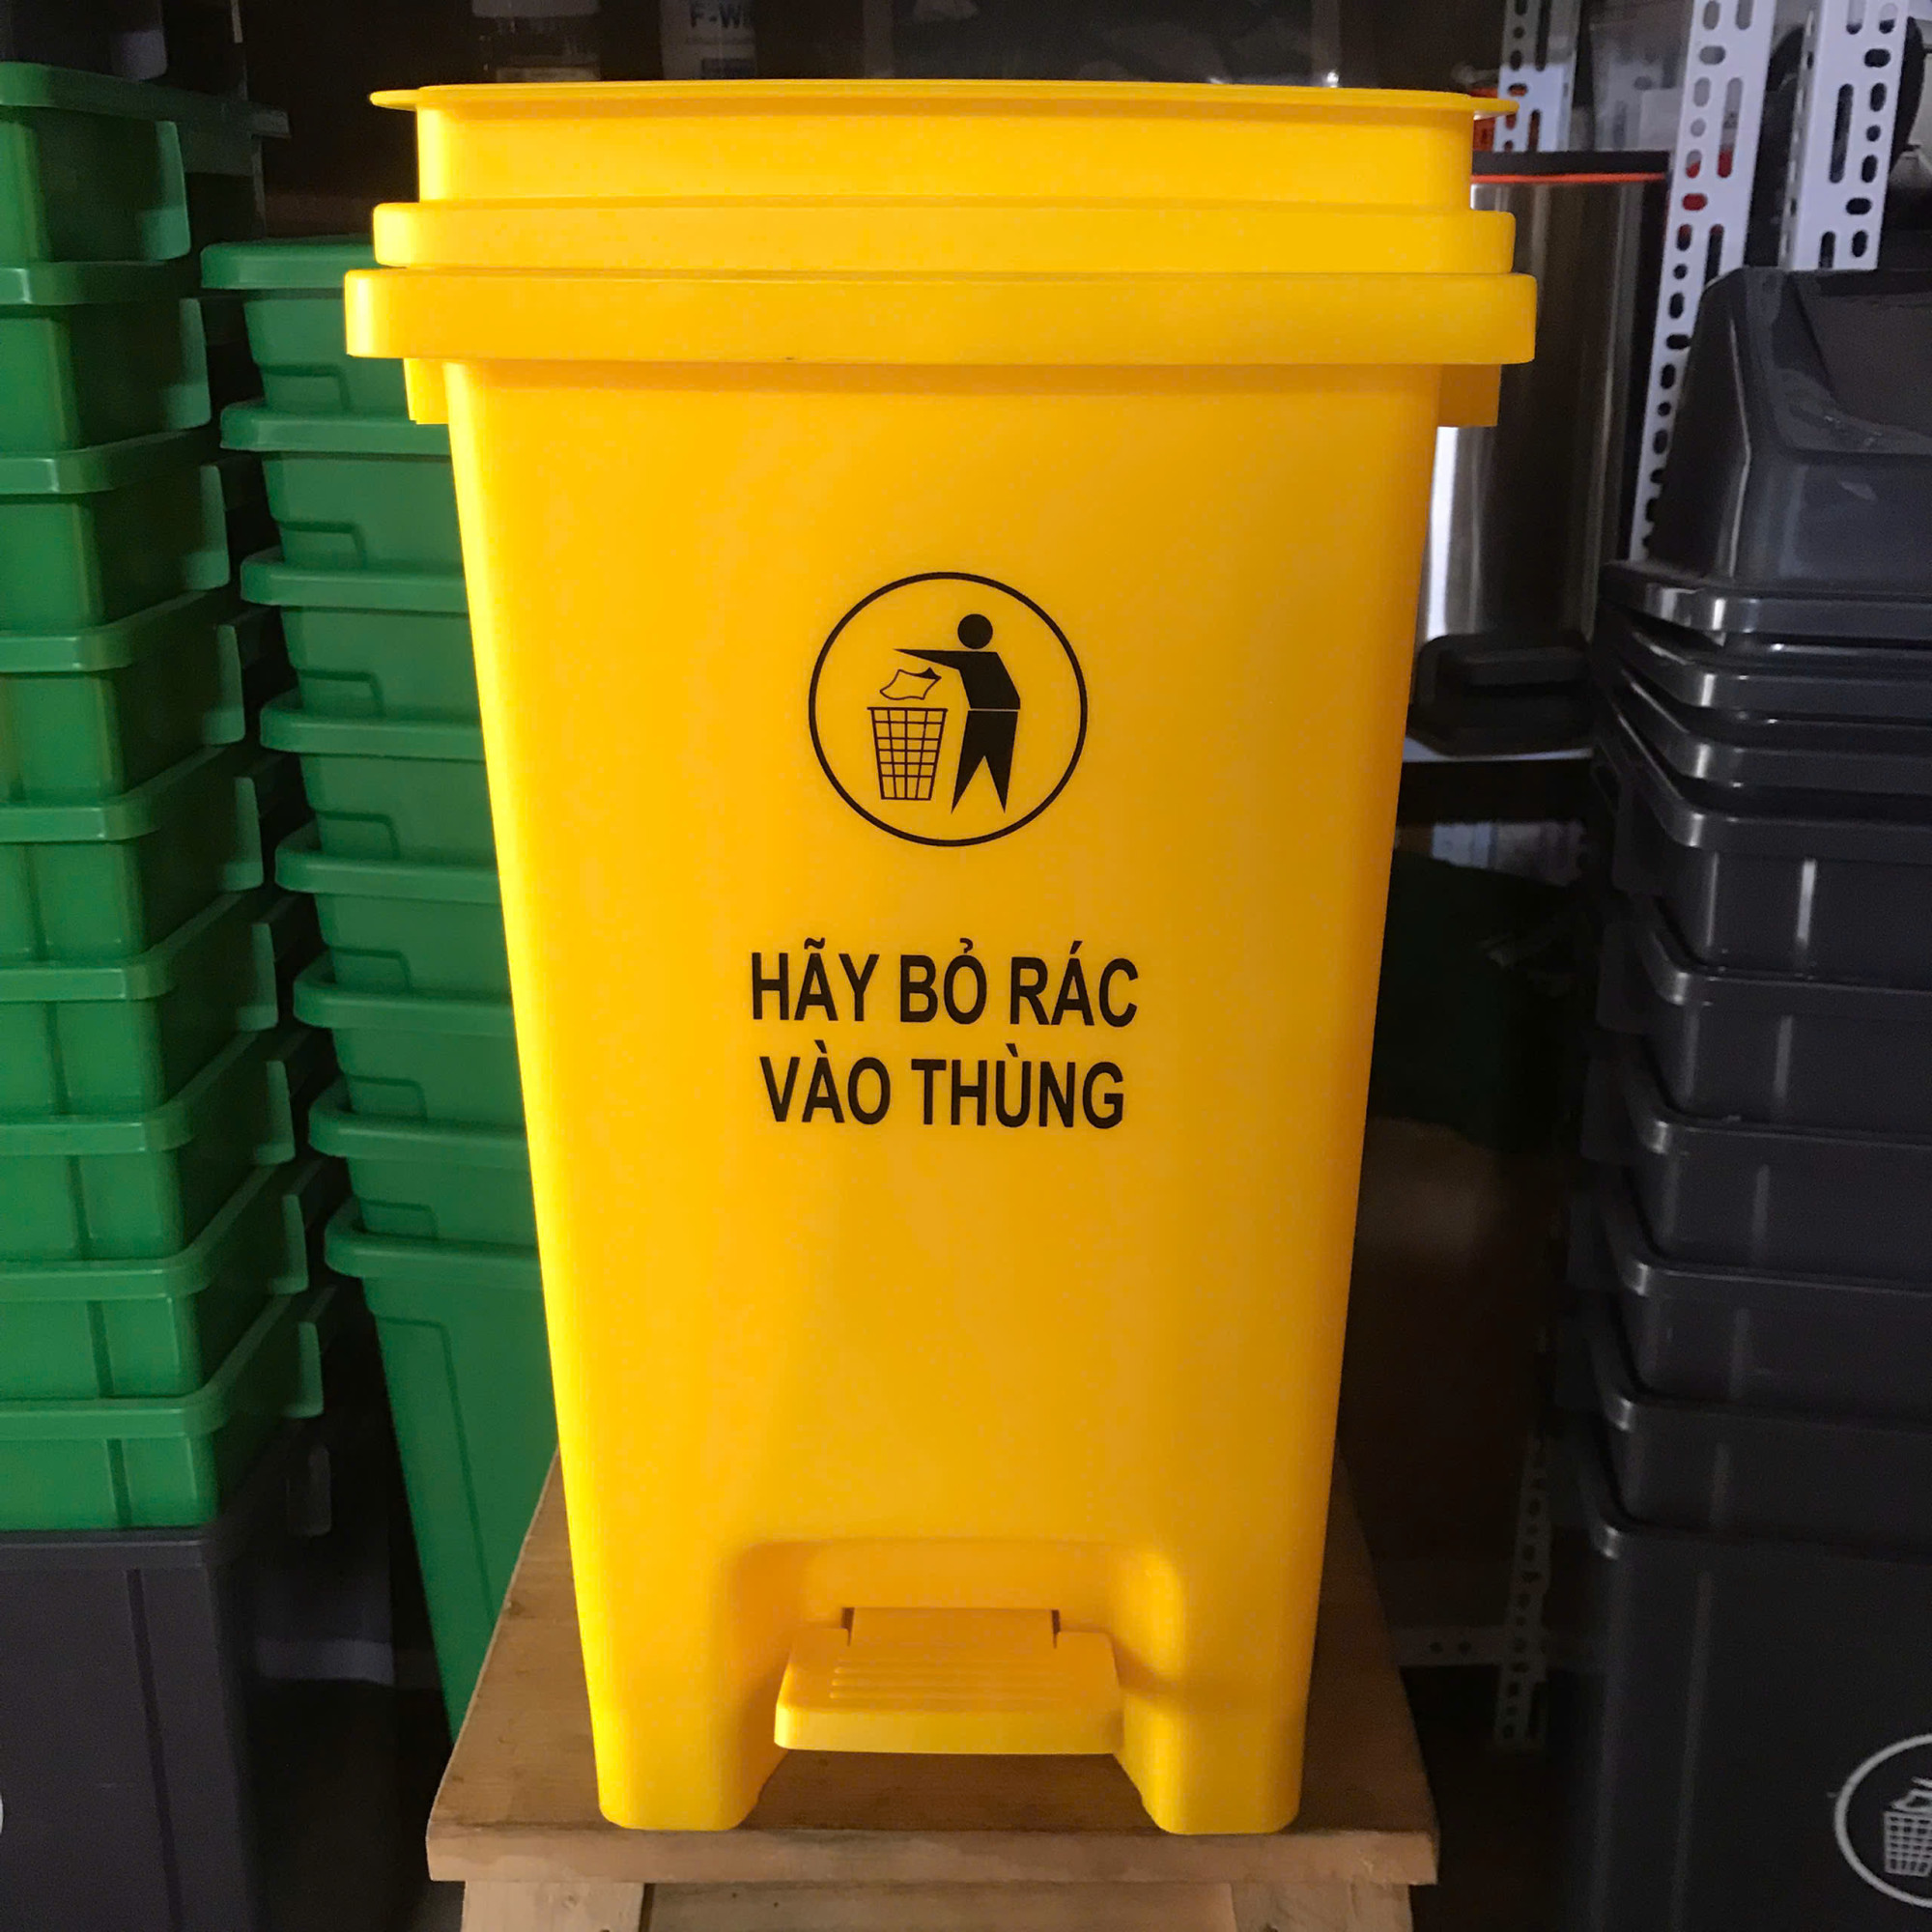 HÃY BỎ RÁC
VÀO THÙNG